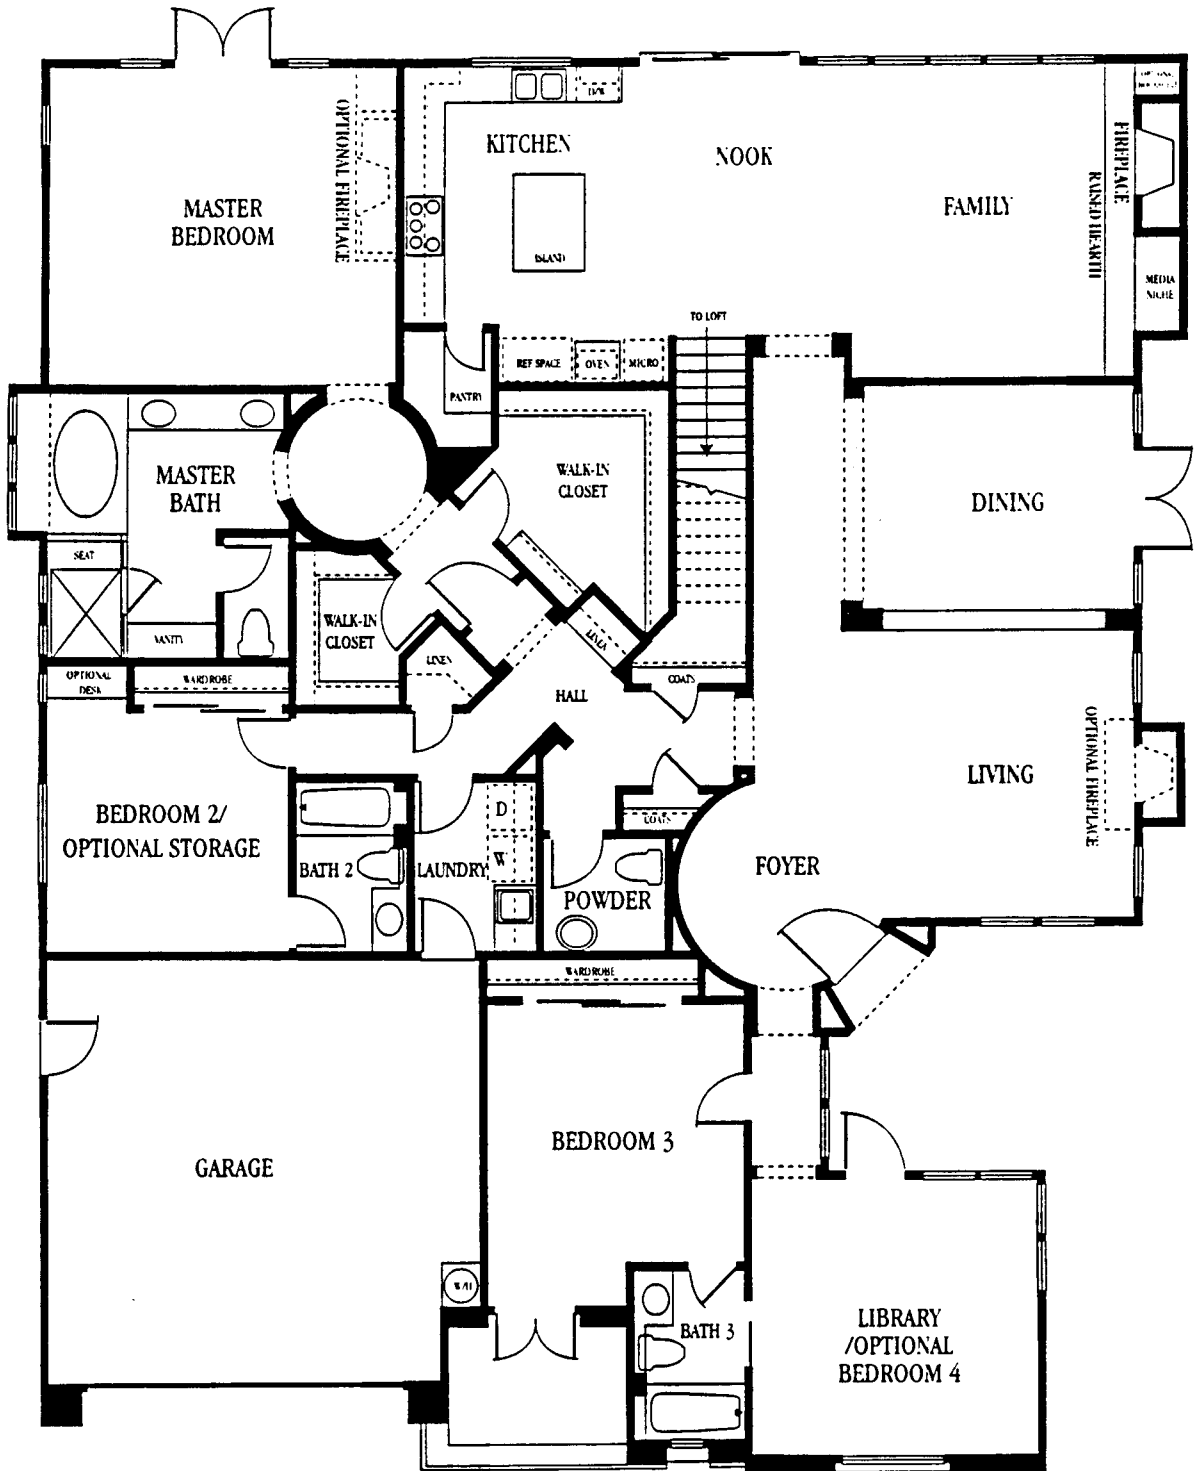 OPTIONAL
MASTER
BEDROOM
OPTIONAL FIREPLACE
KITCHEN
D/W
NOOK
FAMILY
FIREPLACE
RAISED HEARTH
MEDIA
NICHE
ISLAND
TO LOFT
REF SPACE
OVEN
MICRO
PANTRY
MASTER
BATH
WALK-IN
CLOSET
DINING
SEAT
VANITY
WALK-IN
CLOSET
LINEN
LINEN
OPTIONAL
DESK
WARDROBE
HALL
COATS
OPTIONAL FIREPLACE
LIVING
BEDROOM 2/
OPTIONAL STORAGE
D
W
COATS
BATH 2
LAUNDRY
POWDER
FOYER
WARDROBE
GARAGE
BEDROOM 3
W/H
BATH 3
LIBRARY
/OPTIONAL
BEDROOM 4